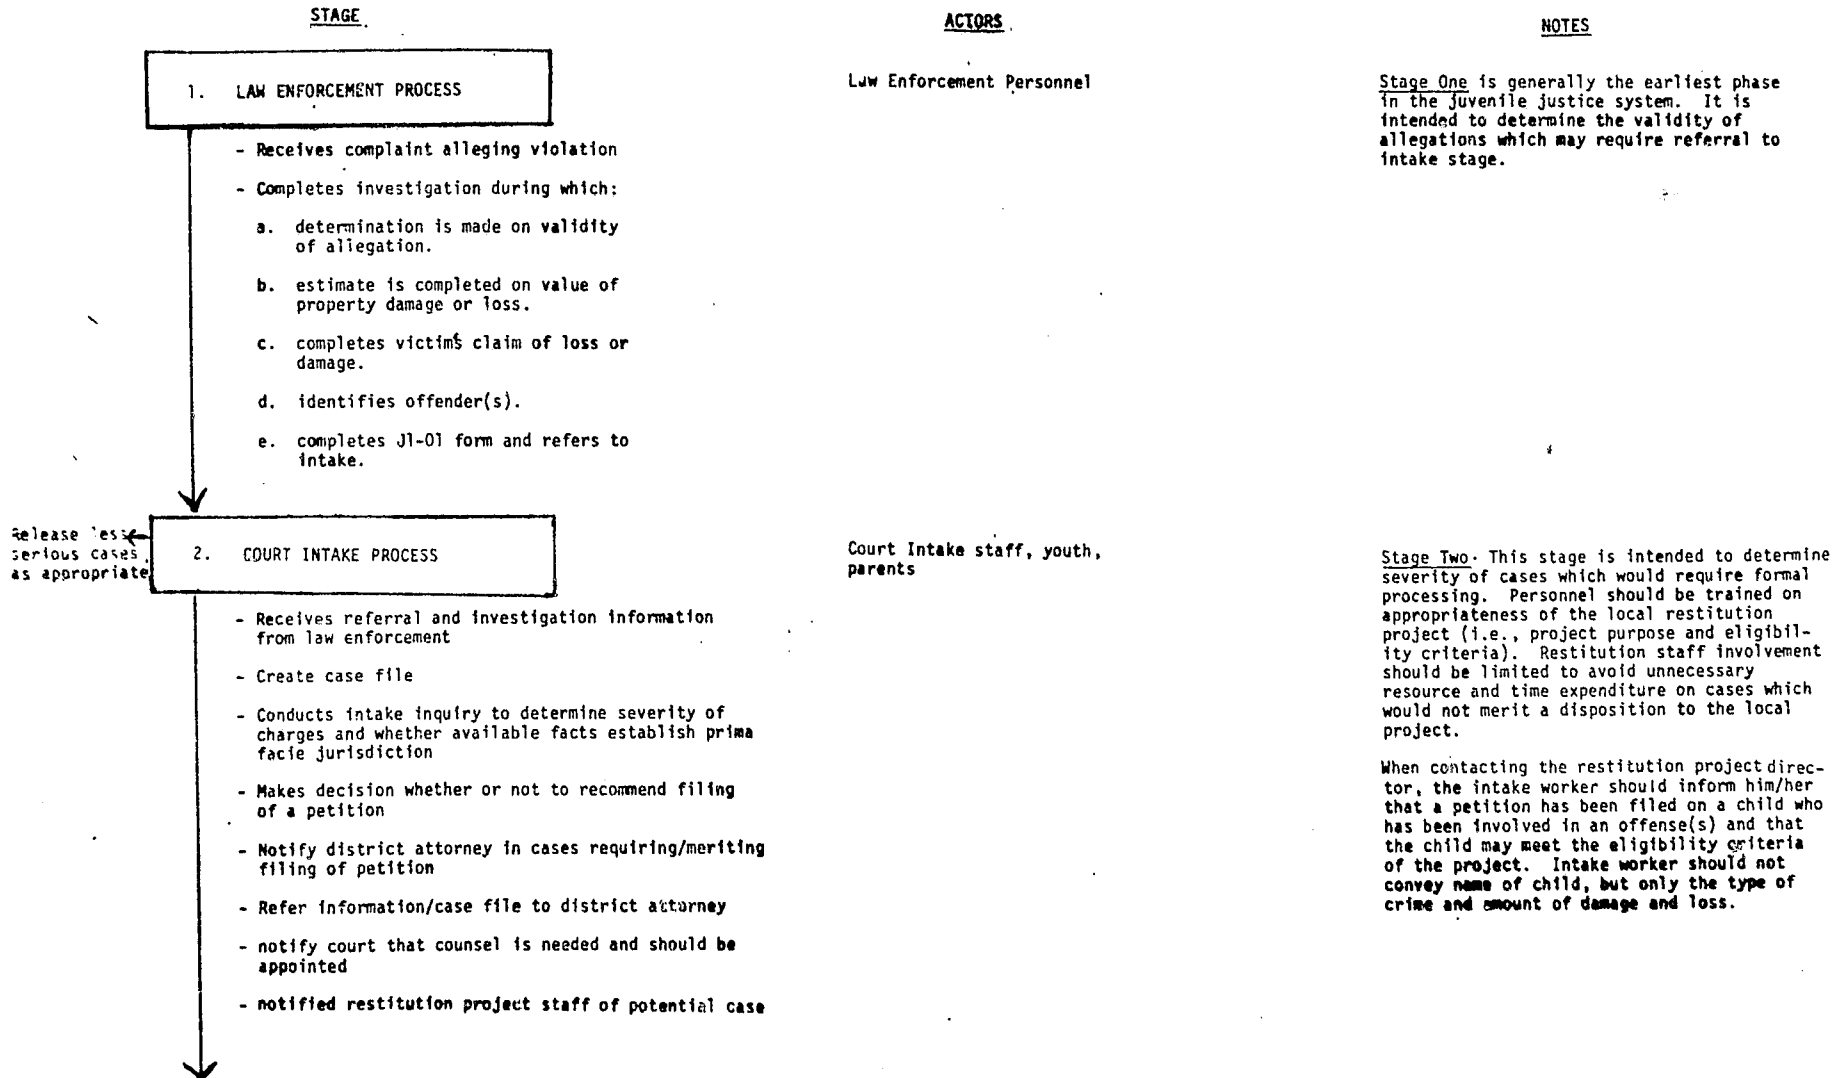 STAGE
ACTORS
NOTES
1. LAW ENFORCEMENT PROCESS
- Receives complaint alleging violation
- Completes investigation during which:
a. determination is made on validity
of allegation.
b. estimate is completed on value of
property damage or loss.
c. completes victim's claim of loss or
damage.
d. identifies offender(s).
e. completes J1-01 form and refers to
intake.
Law Enforcement Personnel
Stage One is generally the earliest phase
in the juvenile justice system. It is
intended to determine the validity of
allegations which may require referral to
intake stage.
Release less
serious cases
as appropriate
2. COURT INTAKE PROCESS
- Receives referral and investigation information
from law enforcement
- Create case file
- Conducts intake inquiry to determine severity of
charges and whether available facts establish prima
facie jurisdiction
- Makes decision whether or not to recommend filing
of a petition
- Notify district attorney in cases requiring/meriting
filing of petition
- Refer information/case file to district attorney
- notify court that counsel is needed and should be
appointed
- notified restitution project staff of potential case
Court Intake staff, youth,
parents
Stage Two. This stage is intended to determine
severity of cases which would require formal
processing. Personnel should be trained on
appropriateness of the local restitution
project (i.e., project purpose and eligibil-
ity criteria). Restitution staff involvement
should be limited to avoid unnecessary
resource and time expenditure on cases which
would not merit a disposition to the local
project.
When contacting the restitution project direc-
tor, the intake worker should inform him/her
that a petition has been filed on a child who
has been involved in an offense(s) and that
the child may meet the eligibility criteria
of the project. Intake worker should not
convey name of child, but only the type of
crime and amount of damage and loss.